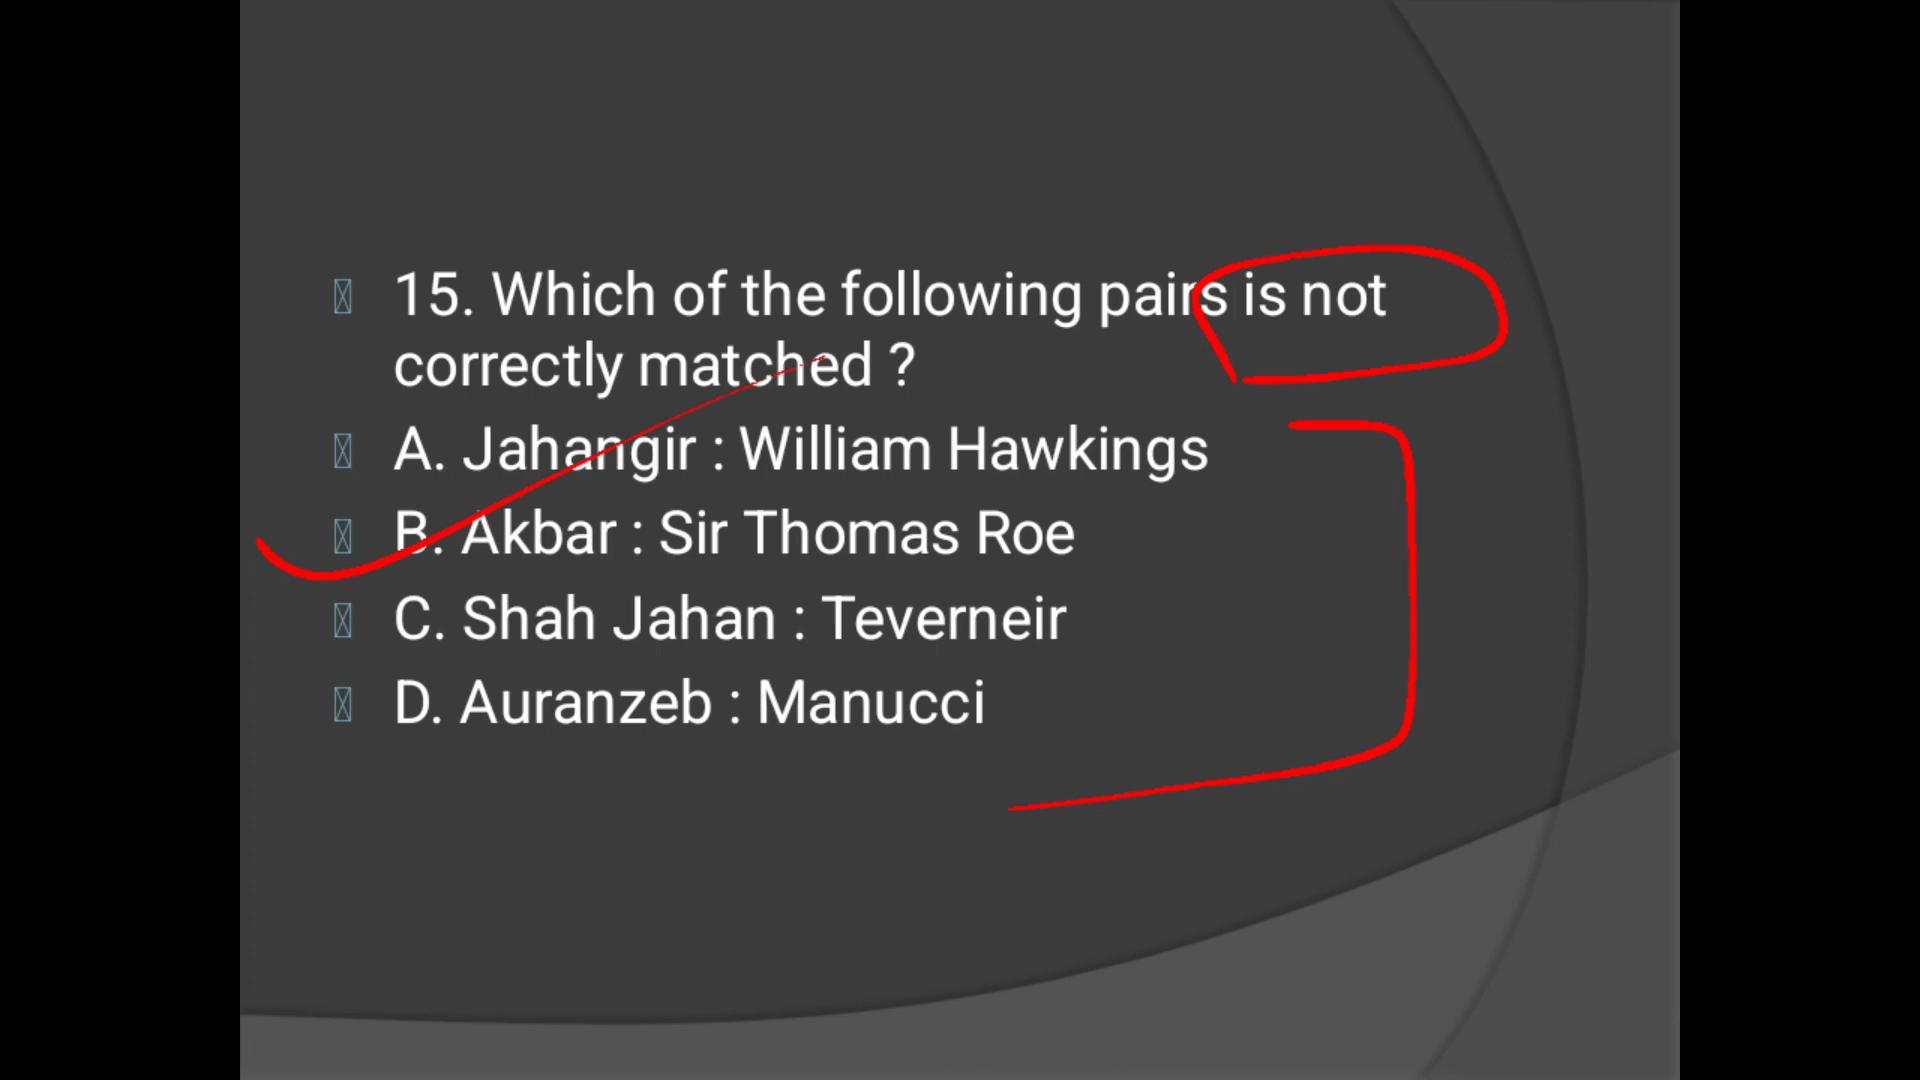 15. Which of the following pairs is not
correctly matched ?
A. Jahangir : William Hawkings
B. Akbar : Sir Thomas Roe
C. Shah Jahan : Teverneir
D. Auranzeb : Manucci